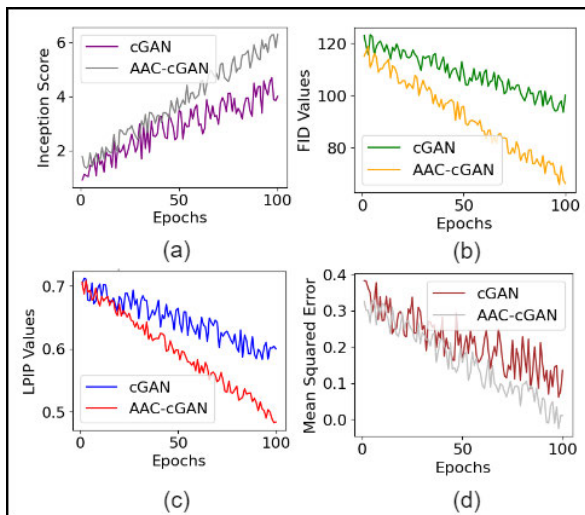 cGAN
AAC-cGAN
Inception Score
6
4
2
0
50
100
Epochs
(a)
cGAN
AAC-cGAN
FID Values
120
100
80
0
50
100
Epochs
(b)
cGAN
AAC-cGAN
LPIP Values
0.7
0.6
0.5
0
50
100
Epochs
(c)
cGAN
AAC-cGAN
Mean Squared Error
0.4
0.3
0.2
0.1
0.0
0
50
100
Epochs
(d)